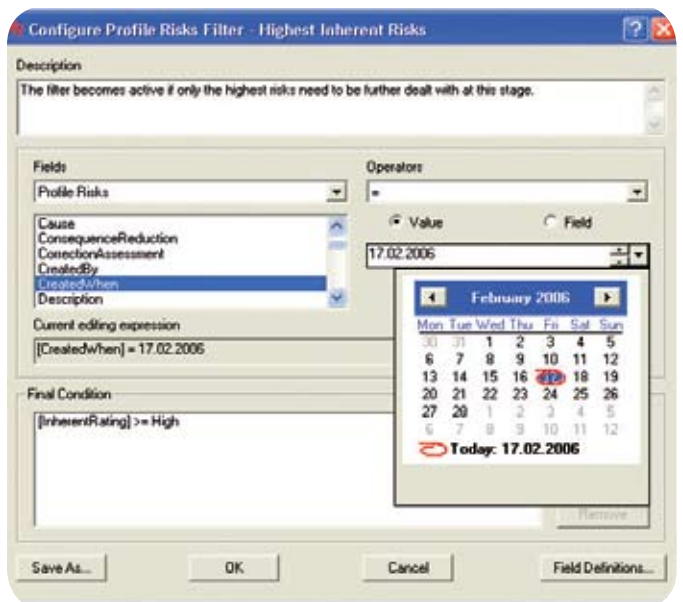 Configure Profile Risks Filter - Highest Inherent Risks
Description
The filter becomes active if only the highest risks need to be further dealt with at this stage.
Fields
Operators
Profile Risks
=
Value
Field
Cause
ConsequenceReduction
CorrectionAssessment
CreatedBy
CreatedWhen
Description
17.02.2006
February 2006
Mon Tue Wed Thu Fri Sat Sun
30 31 1 2 3 4 5
6 7 8 9 10 11 12
13 14 15 16 17 18 19
20 21 22 23 24 25 26
27 28 1 2 3 4 5
6 7 8 9 10 11 12
Today: 17.02.2006
Current editing expression
[CreatedWhen] = 17.02.2006
Final Condition
[InherentRating] >= High
Remove
Save As...
OK
Cancel
Field Definitions...